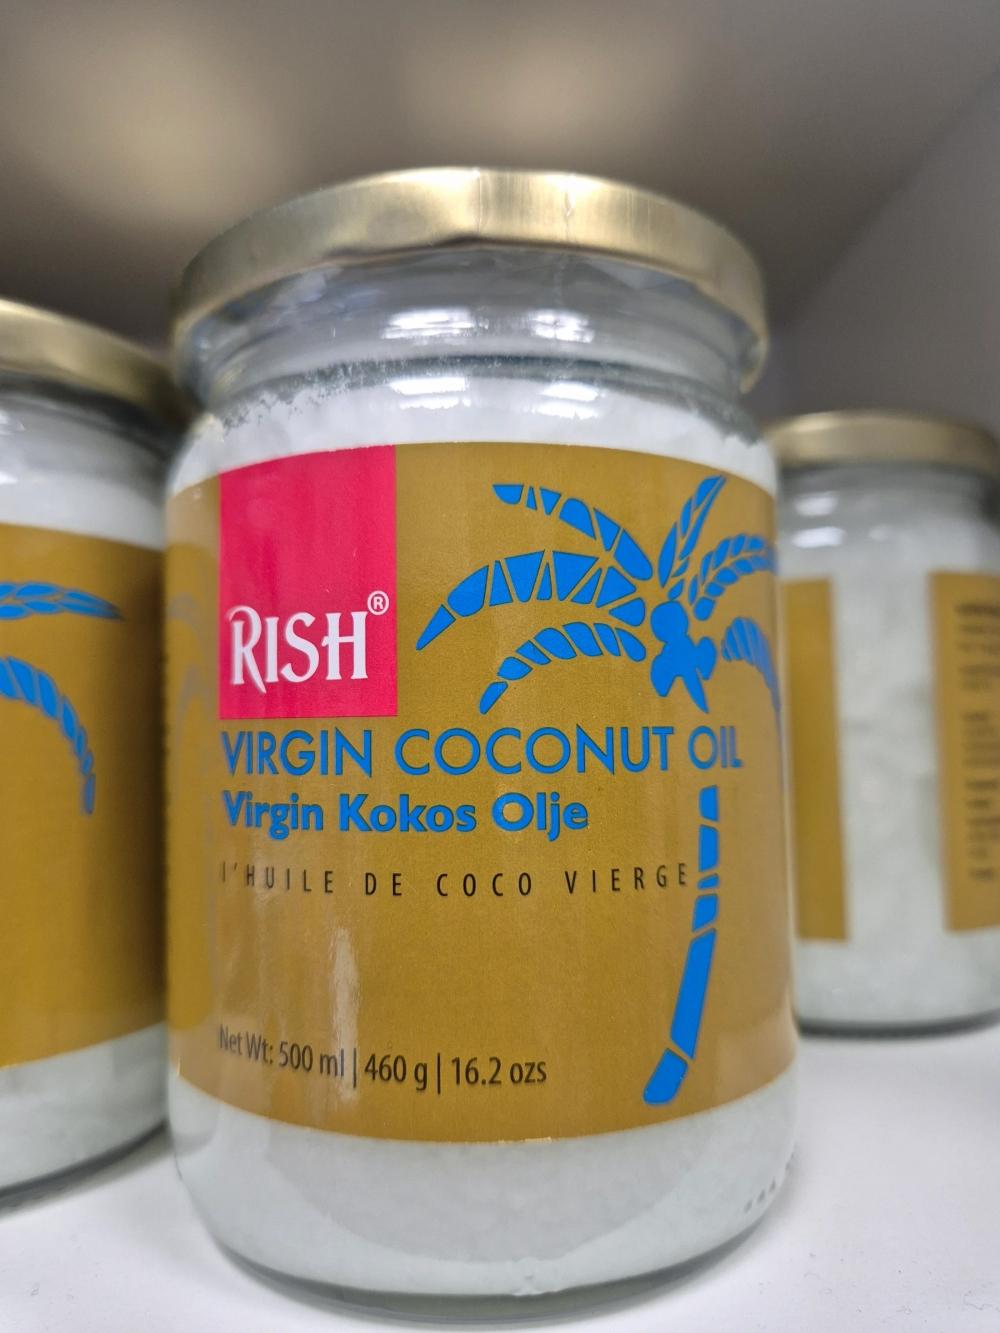 RISH®
VIRGIN COCONUT OIL
Virgin Kokos Olje
l'HUILE DE COCO VIERGE
Net Wt: 500 ml | 460 g | 16.2 ozs